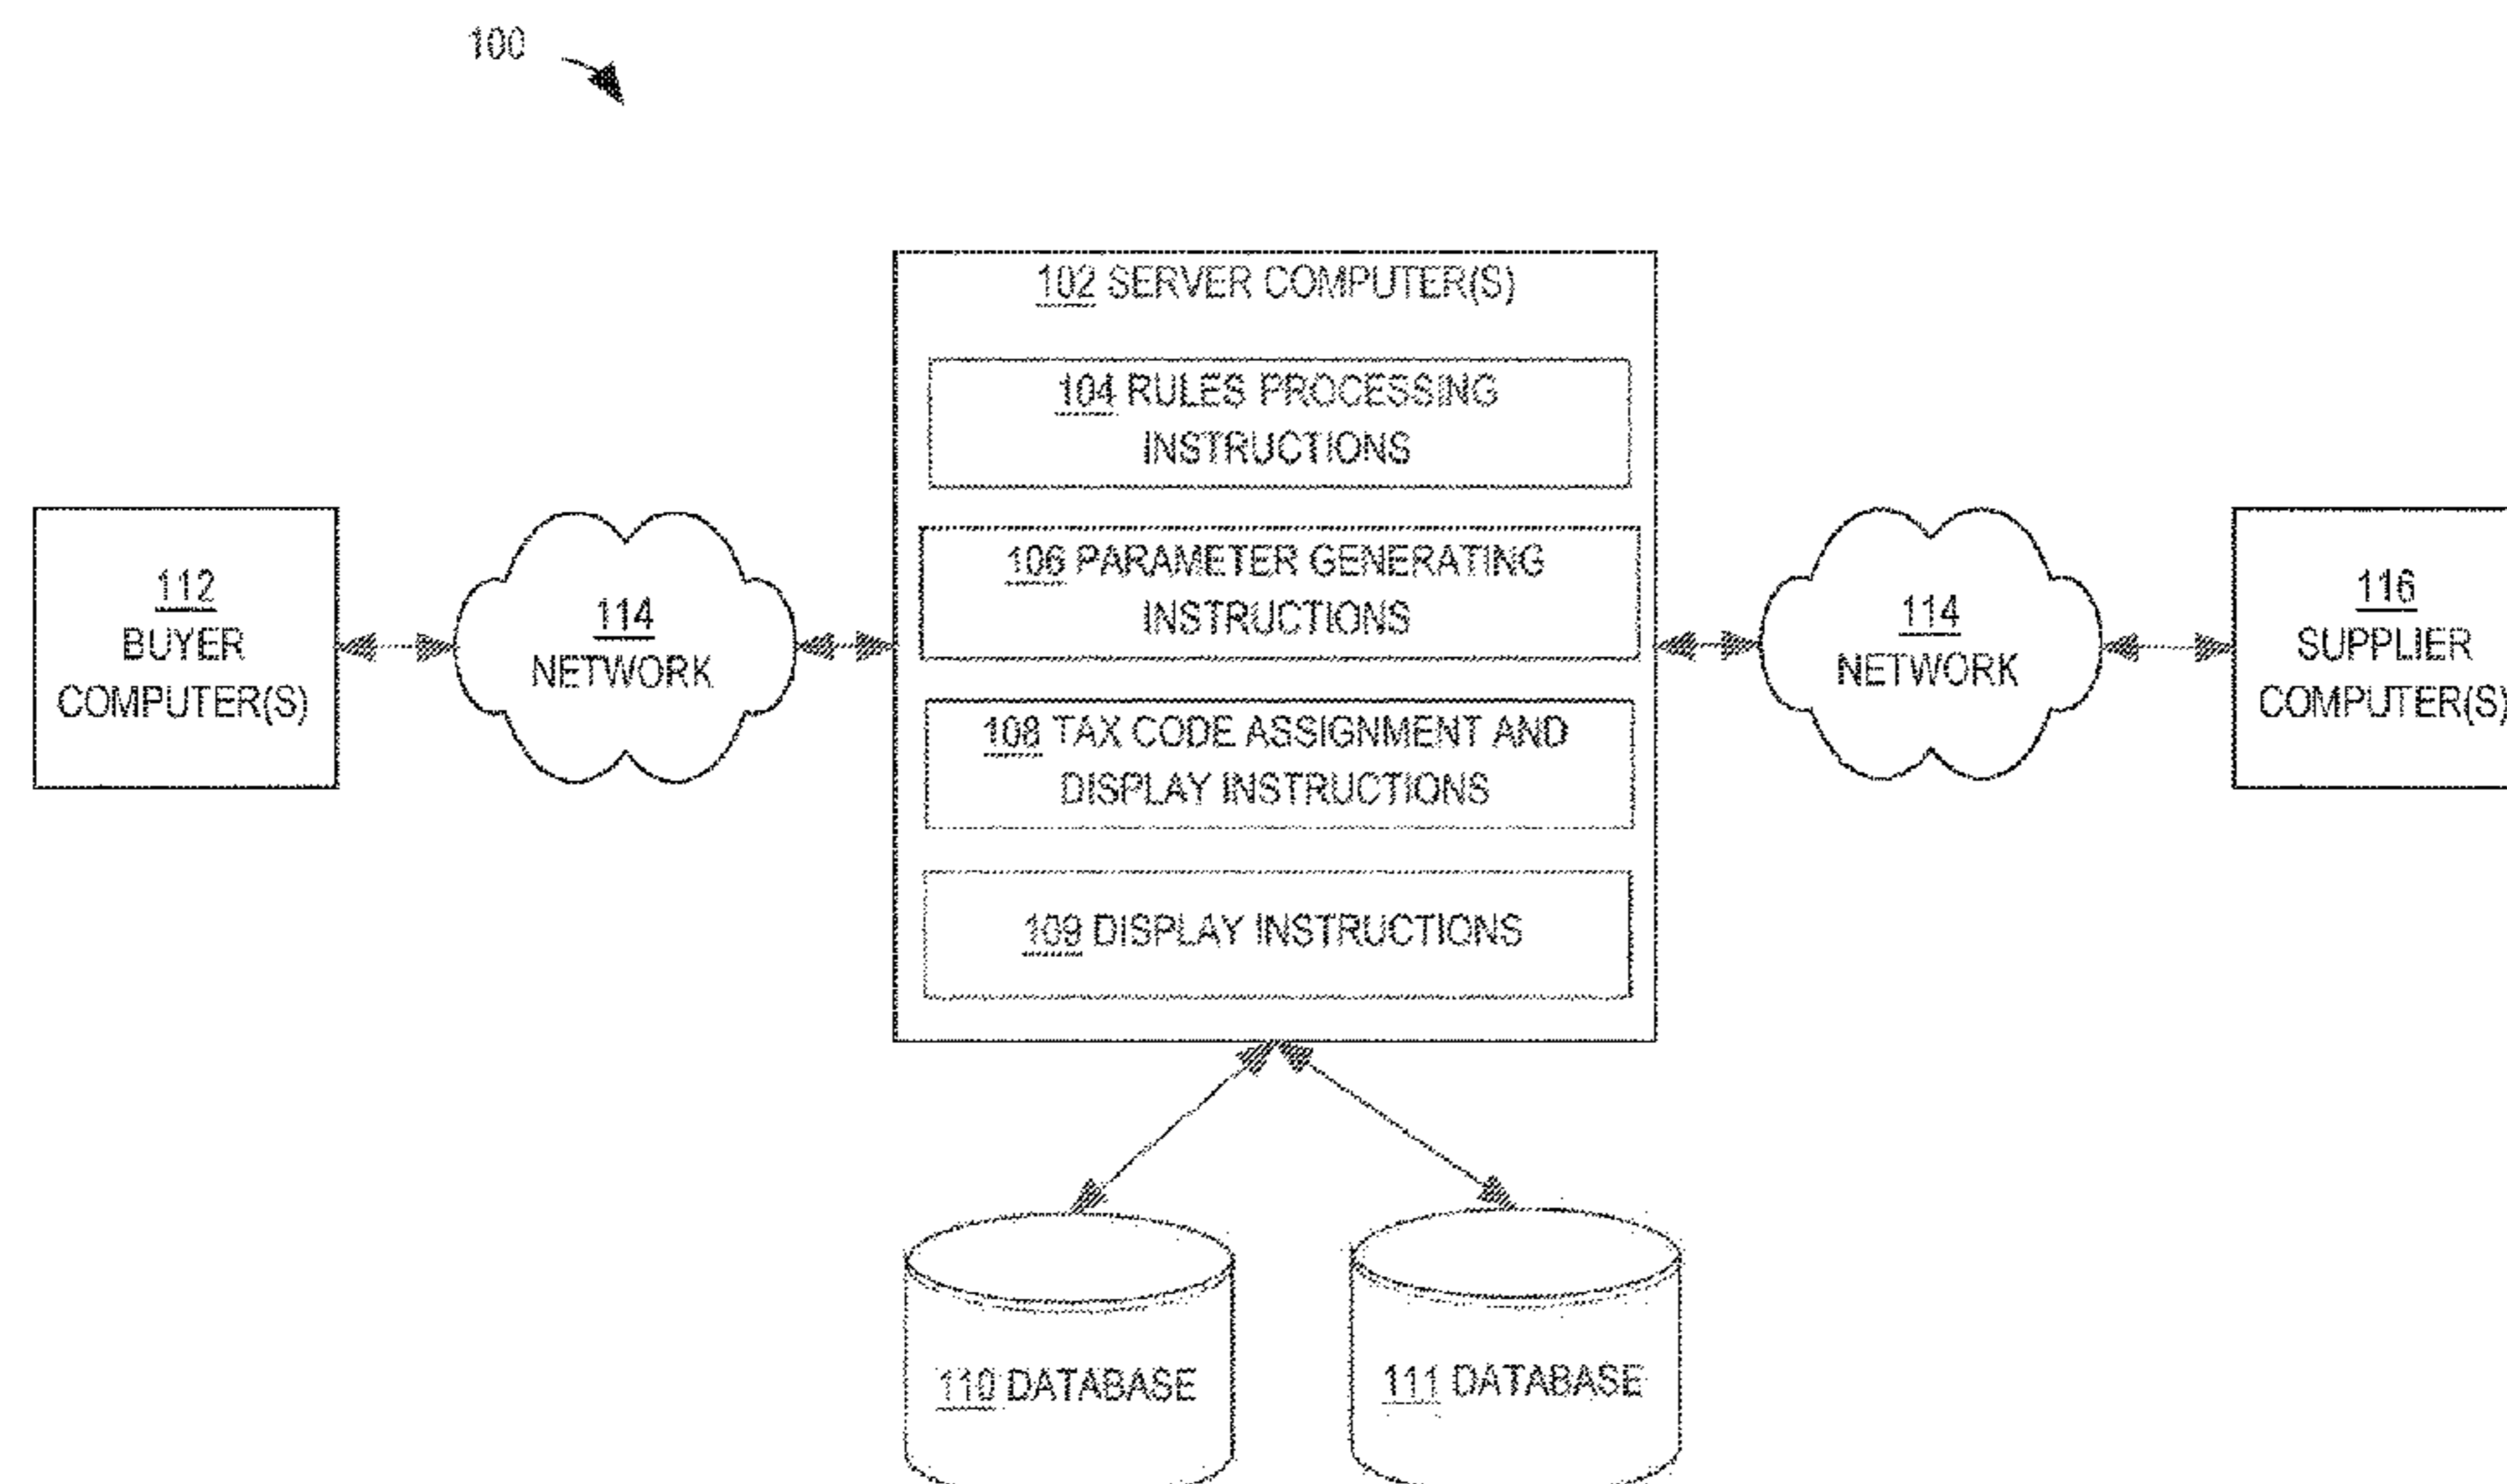 100
102 SERVER COMPUTER(S)
104 RULES PROCESSING
INSTRUCTIONS
106 PARAMETER GENERATING
INSTRUCTIONS
108 TAX CODE ASSIGNMENT AND
DISPLAY INSTRUCTIONS
109 DISPLAY INSTRUCTIONS
112
BUYER
COMPUTER(S)
114
NETWORK
114
NETWORK
116
SUPPLIER
COMPUTER(S)
110 DATABASE
111 DATABASE